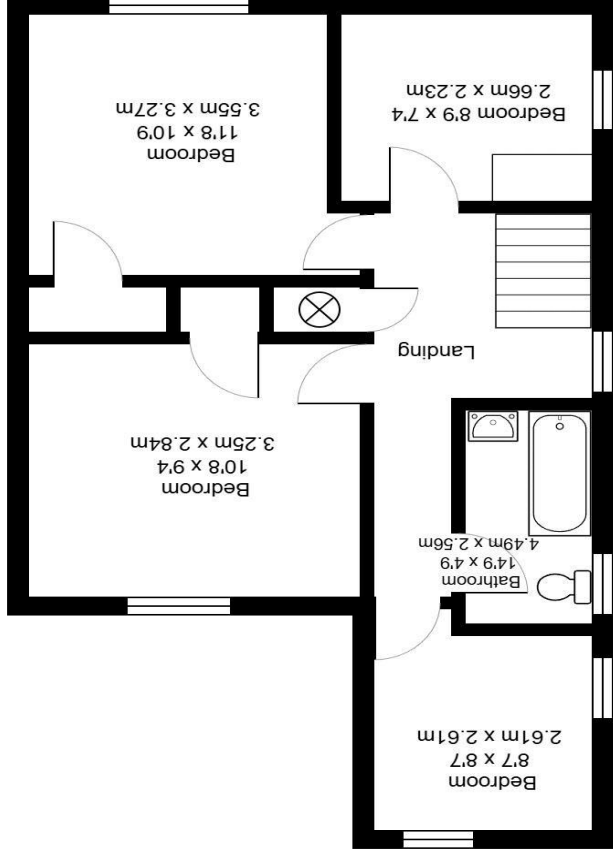 Bedroom
8'7 x 8'7
2.61m x 2.61m
Bathroom
14'9 x 4'9
4.49m x 2.56m
Bedroom
10'8 x 9'4
3.25m x 2.84m
Landing
Bedroom
11'8 x 10'9
3.55m x 3.27m
Bedroom 8'9 x 7'4
2.66m x 2.23m